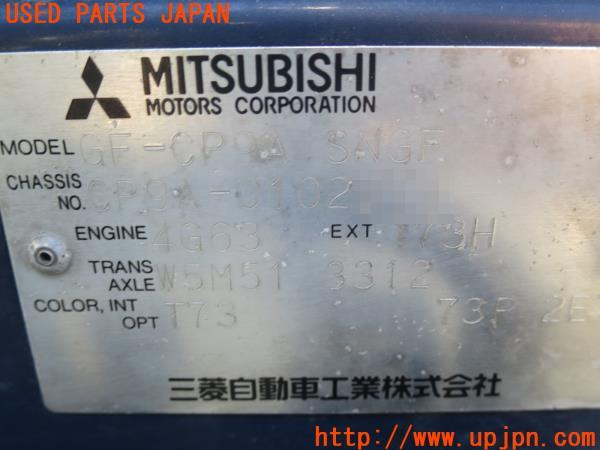 USED PARTS JAPAN
MITSUBISHI
MOTORS CORPORATION
MODEL GF-CP9A SNGF
CHASSIS NO. CP9A-0102
ENGINE 4G63 EXT T73H
TRANS AXLE W5M51 3312
COLOR, INT OPT T73 73P 2E
三菱自動車工業株式会社
http://www.upjpn.com/